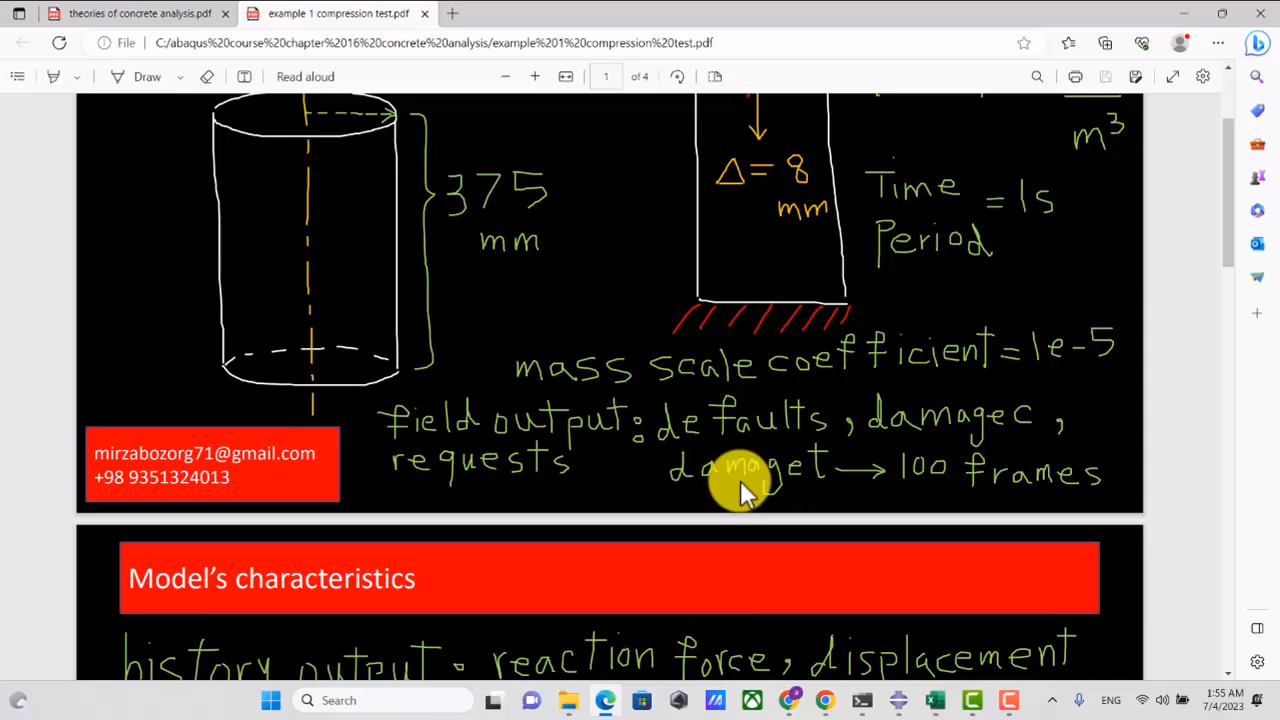 theories of concrete analysis.pdf
example 1 compression test.pdf
File
C:/abaqus%20course%20chapter%2016%20concrete%20analysis/example%201%20compression%20test.pdf
Draw
Read aloud
1 of 4
m³
Δ = 8
mm
375
mm
Time
Period = 1s
mass scale coefficient = 1e-5
field output : defaults, damagec,
requests damaget → 100 frames
mirzabozorg71@gmail.com
+98 9351324013
Model's characteristics
history output : reaction force, displacement
Search
ENG
1:55 AM
7/4/2023